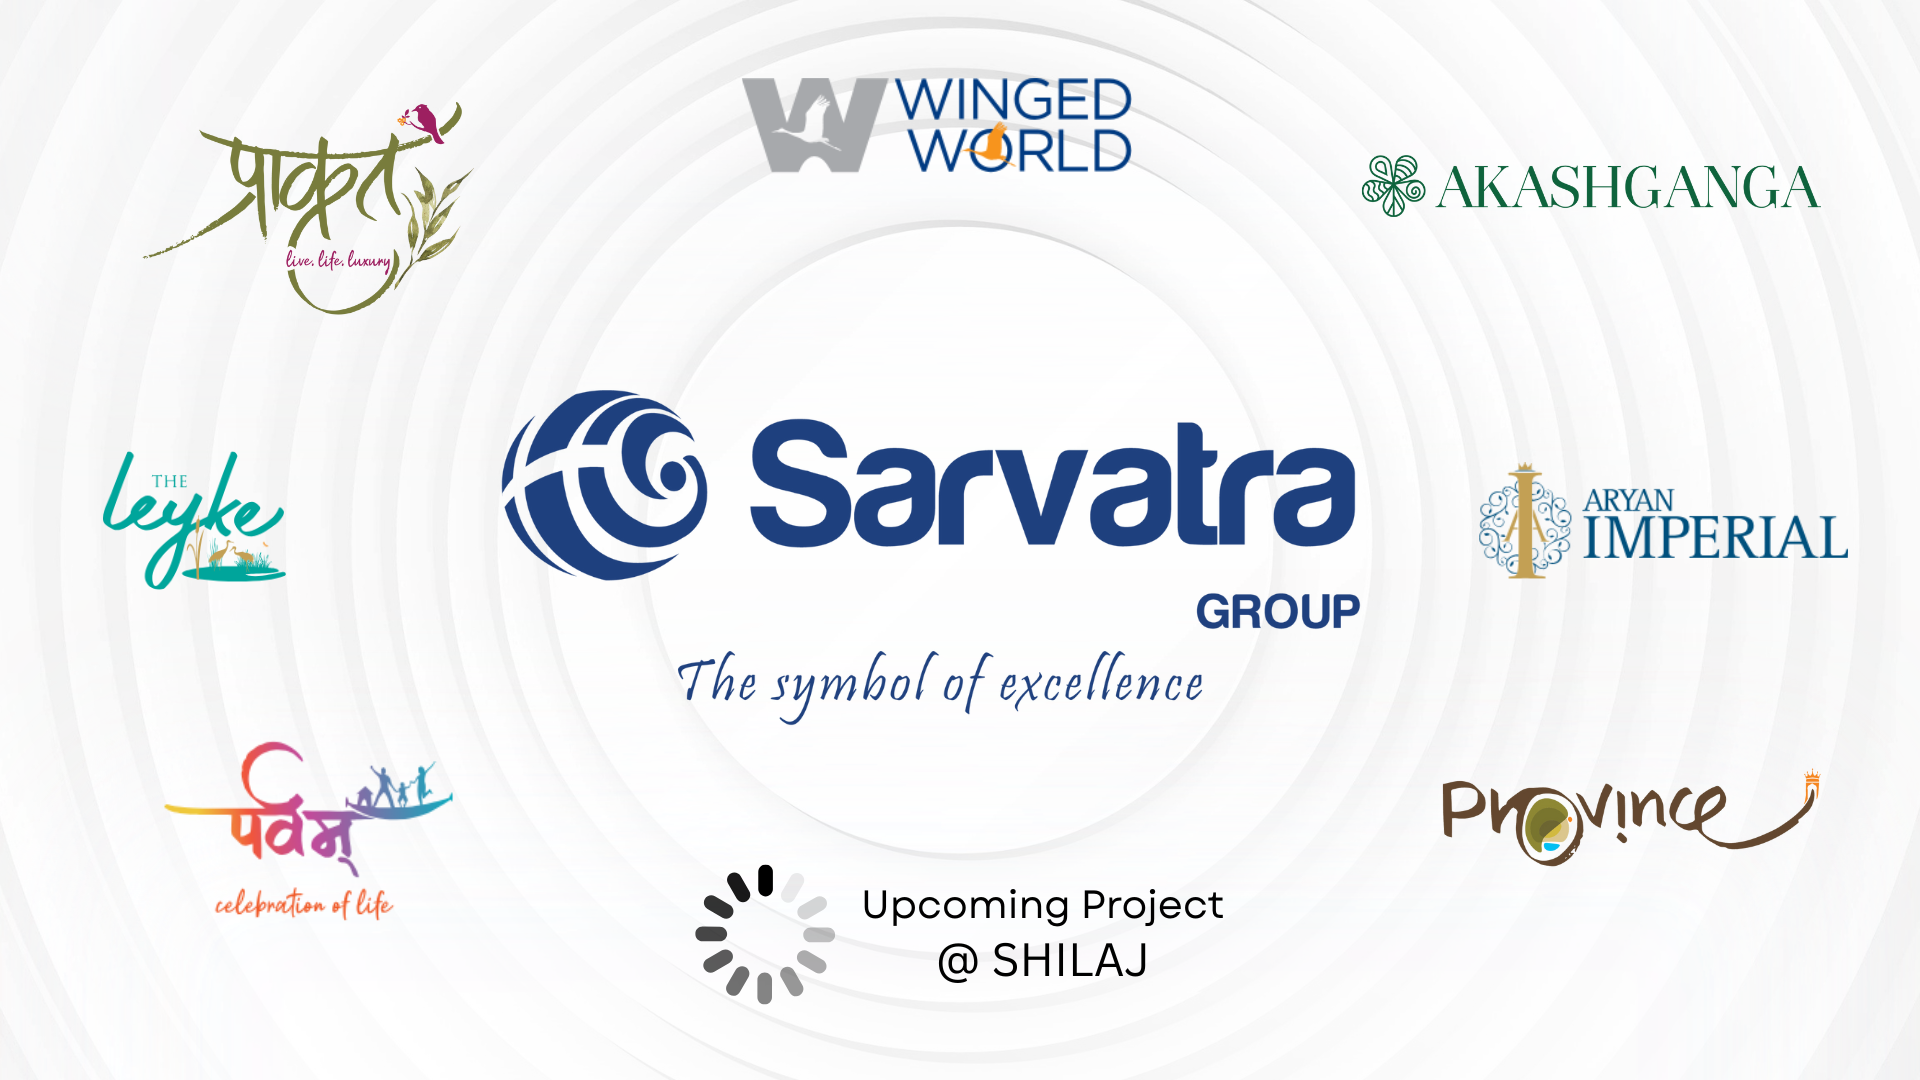 WINGED
WORLD
प्राकृत
live. life. luxury
AKASHGANGA
THE
leyke
Sarvatra
GROUP
The symbol of excellence
ARYAN
IMPERIAL
पर्वम्
celebration of life
Province
Upcoming Project
@ SHILAJ